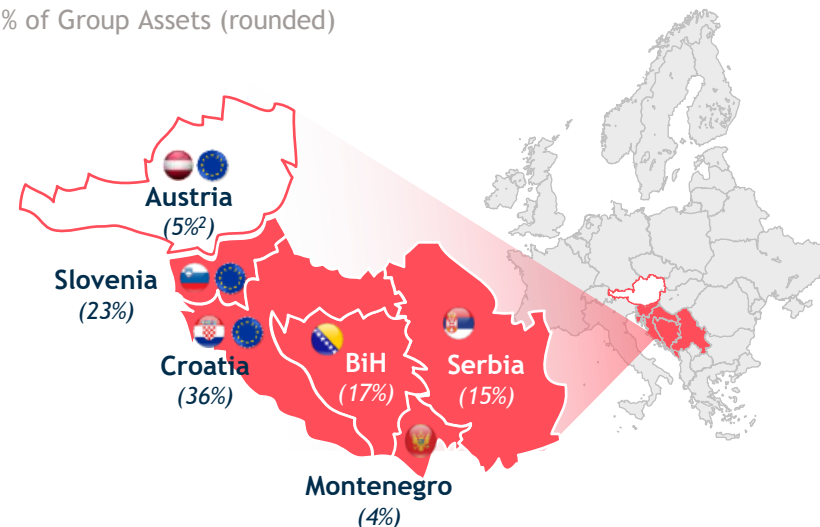 % of Group Assets (rounded)
Austria
(5%²)
Slovenia
(23%)
Croatia
(36%)
BiH
(17%)
Serbia
(15%)
Montenegro
(4%)